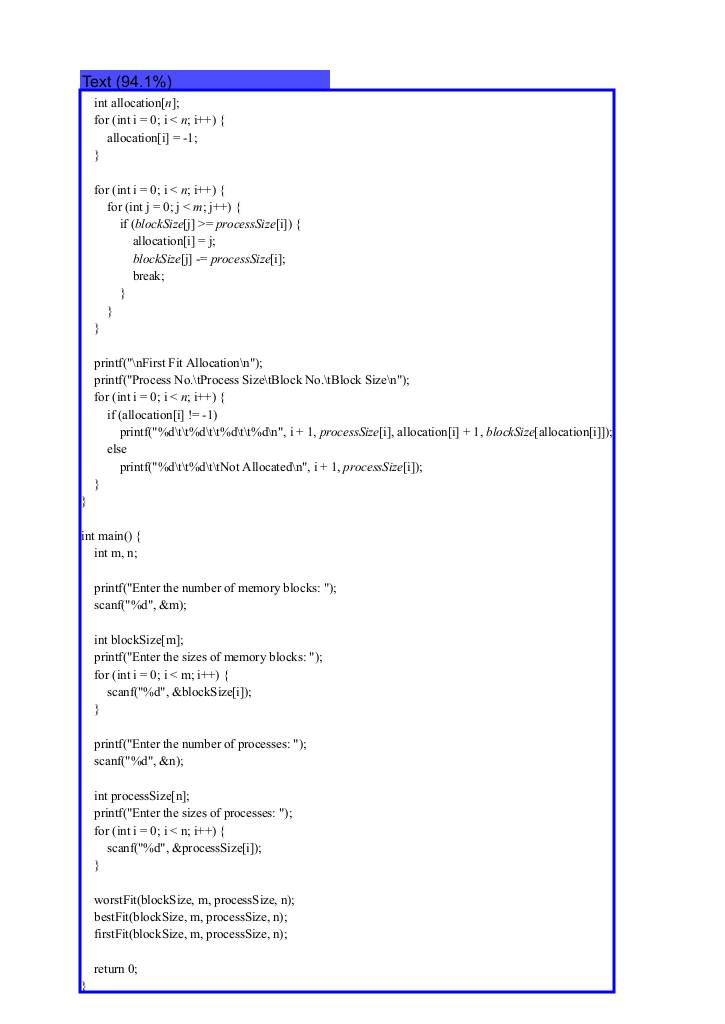 Text (94.1%)
int allocation[n];
for (int i = 0; i < n; i++) {
allocation[i] = -1;
}
for (int i = 0; i < n; i++) {
for (int j = 0; j < m; j++) {
if (blockSize[j] >= processSize[i]) {
allocation[i] = j;
blockSize[j] -= processSize[i];
break;
}
}
}
printf("\nFirst Fit Allocation\n");
printf("Process No.\tProcess Size\tBlock No.\tBlock Size\n");
for (int i = 0; i < n; i++) {
if (allocation[i] != -1)
printf("%d\t\t%d\t\t%d\t\t%d\n", i + 1, processSize[i], allocation[i] + 1, blockSize[allocation[i]]);
else
printf("%d\t\t%d\t\tNot Allocated\n", i + 1, processSize[i]);
}
}
int main() {
int m, n;
printf("Enter the number of memory blocks: ");
scanf("%d", &m);
int blockSize[m];
printf("Enter the sizes of memory blocks: ");
for (int i = 0; i < m; i++) {
scanf("%d", &blockSize[i]);
}
printf("Enter the number of processes: ");
scanf("%d", &n);
int processSize[n];
printf("Enter the sizes of processes: ");
for (int i = 0; i < n; i++) {
scanf("%d", &processSize[i]);
}
worstFit(blockSize, m, processSize, n);
bestFit(blockSize, m, processSize, n);
firstFit(blockSize, m, processSize, n);
return 0;
}